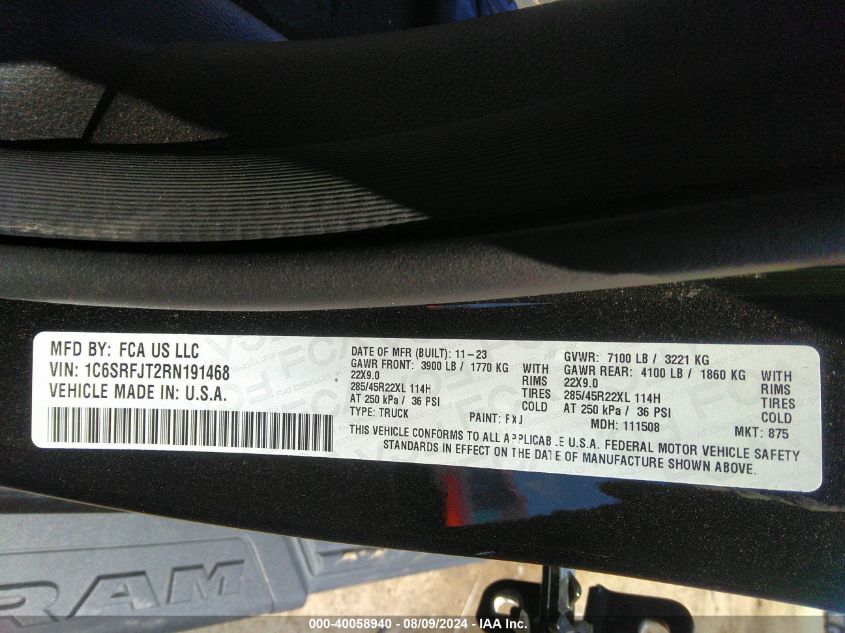 MFD BY: FCA US LLC
VIN: 1C6SRFJT2RN191468
VEHICLE MADE IN: U.S.A.
DATE OF MFR (BUILT): 11-23
GAWR FRONT: 3900 LB / 1770 KG WITH
22X9.0 RIMS
285/45R22XL 114H TIRES
AT 250 kPa / 36 PSI COLD
TYPE: TRUCK PAINT: PXJ
GVWR: 7100 LB / 3221 KG
GAWR REAR: 4100 LB / 1860 KG WITH
22X9.0 RIMS
285/45R22XL 114H TIRES
AT 250 kPa / 36 PSI COLD
MDH: 111508 MKT: 875
THIS VEHICLE CONFORMS TO ALL APPLICABLE U.S.A. FEDERAL MOTOR VEHICLE SAFETY
STANDARDS IN EFFECT ON THE DATE OF MANUFACTURE SHOWN ABOVE.
RAM
000-40058940 - 08/09/2024 - IAA Inc.